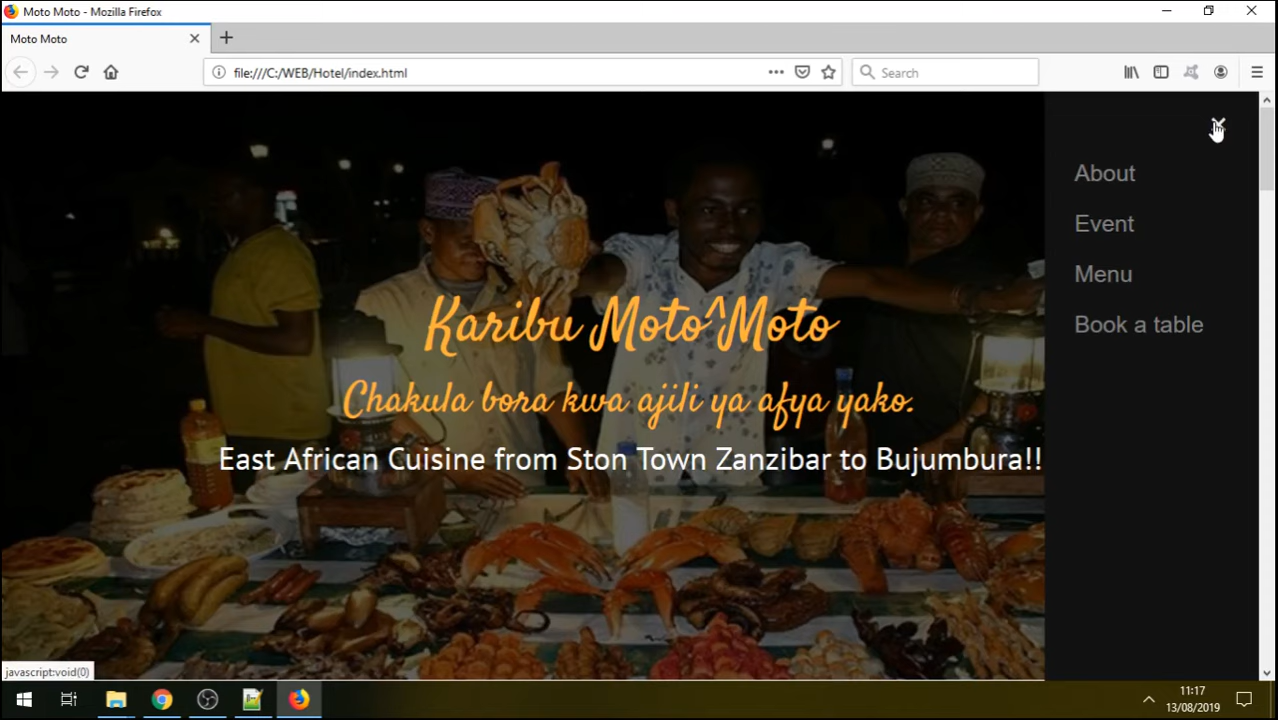 Moto Moto - Mozilla Firefox
Moto Moto
file:///C:/WEB/Hotel/index.html
Search
About
Event
Menu
Book a table
Karibu Moto^Moto
Chakula bora kwa ajili ya afya yako.
East African Cuisine from Ston Town Zanzibar to Bujumbura!!
javascript:void(0)
11:17
13/08/2019